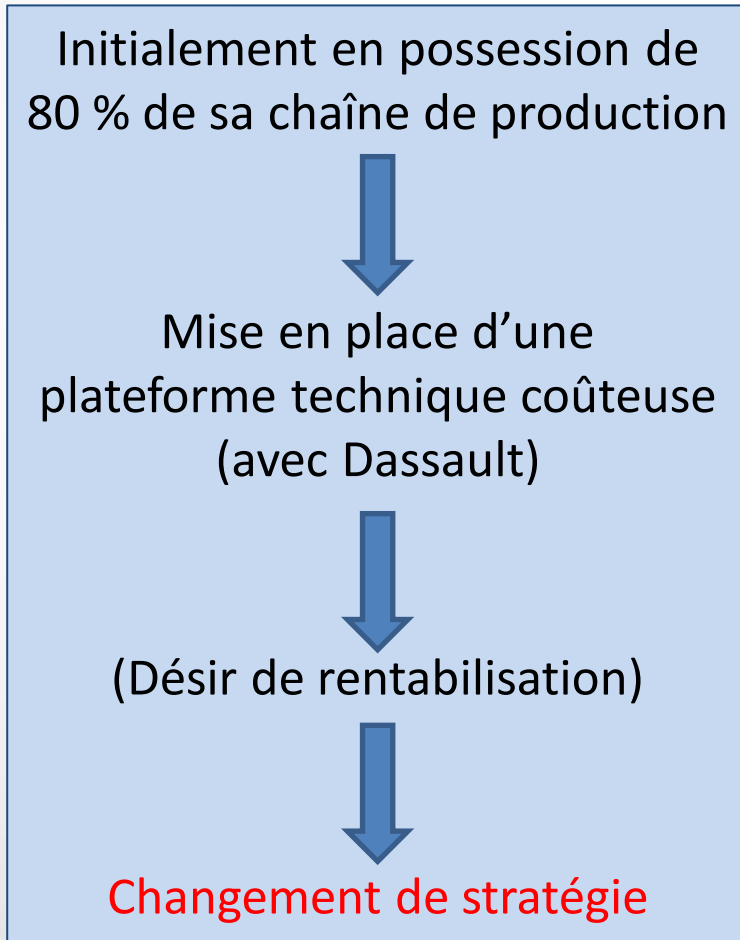 Initialement en possession de
80 % de sa chaîne de production
Mise en place d’une
plateforme technique coûteuse
(avec Dassault)
(Désir de rentabilisation)
Changement de stratégie